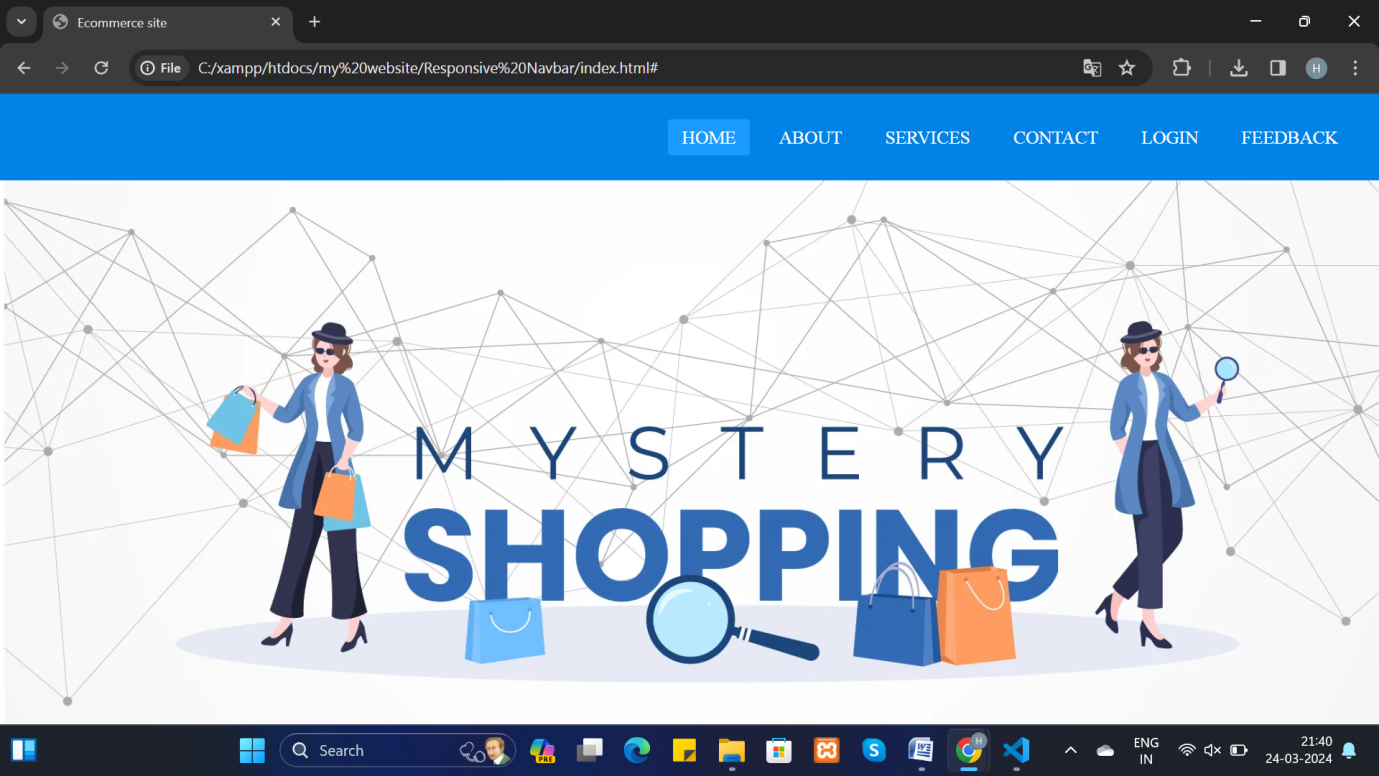 Ecommerce site
File
C:/xampp/htdocs/my%20website/Responsive%20Navbar/index.html#
H
HOME ABOUT SERVICES CONTACT LOGIN FEEDBACK
MYSTERY
SHOPPING
Search
PRE
S
W
H
ENG
IN
21:40
24-03-2024